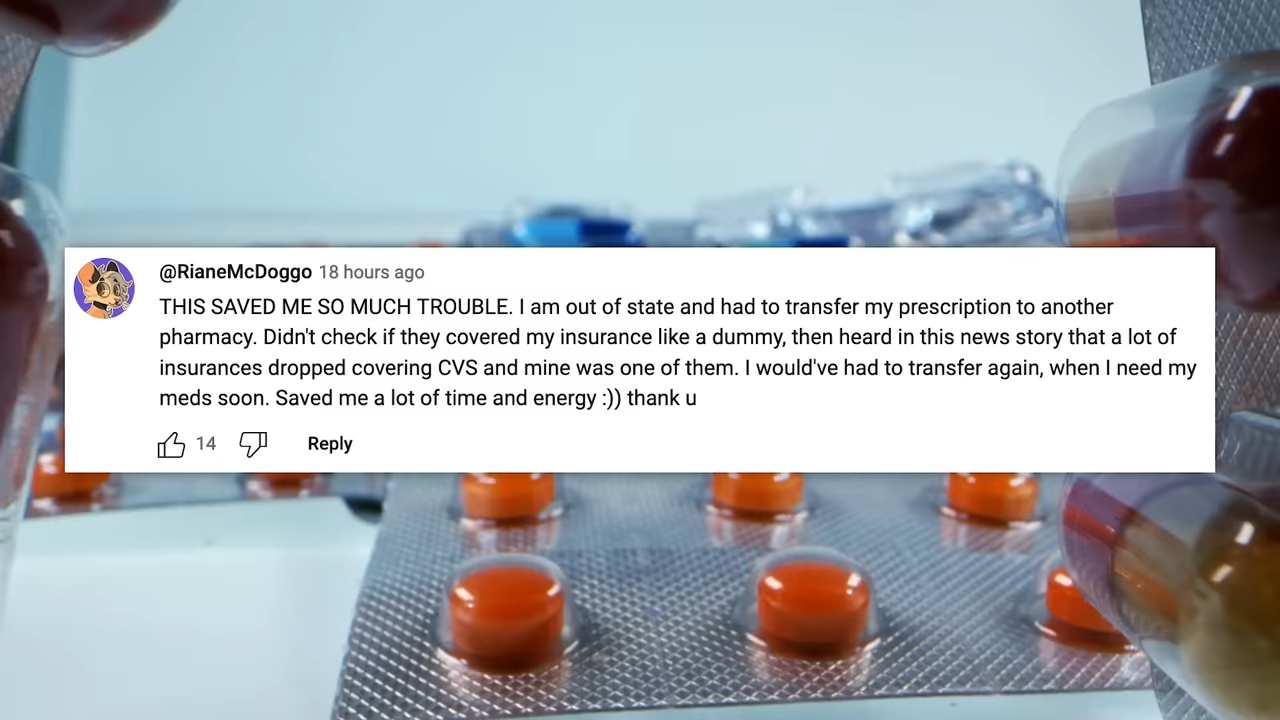 @RianeMcDoggo 18 hours ago
THIS SAVED ME SO MUCH TROUBLE. I am out of state and had to transfer my prescription to another
pharmacy. Didn't check if they covered my insurance like a dummy, then heard in this news story that a lot of
insurances dropped covering CVS and mine was one of them. I would've had to transfer again, when I need my
meds soon. Saved me a lot of time and energy :)) thank u
14 Reply